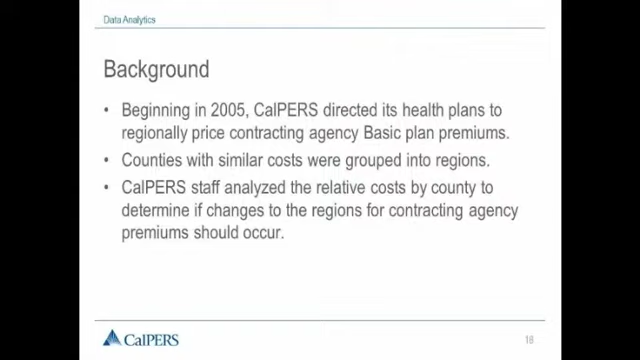 Data Analytics
Background
• Beginning in 2005, CalPERS directed its health plans to
regionally price contracting agency Basic plan premiums.
• Counties with similar costs were grouped into regions.
• CalPERS staff analyzed the relative costs by county to
determine if changes to the regions for contracting agency
premiums should occur.
CalPERS
18